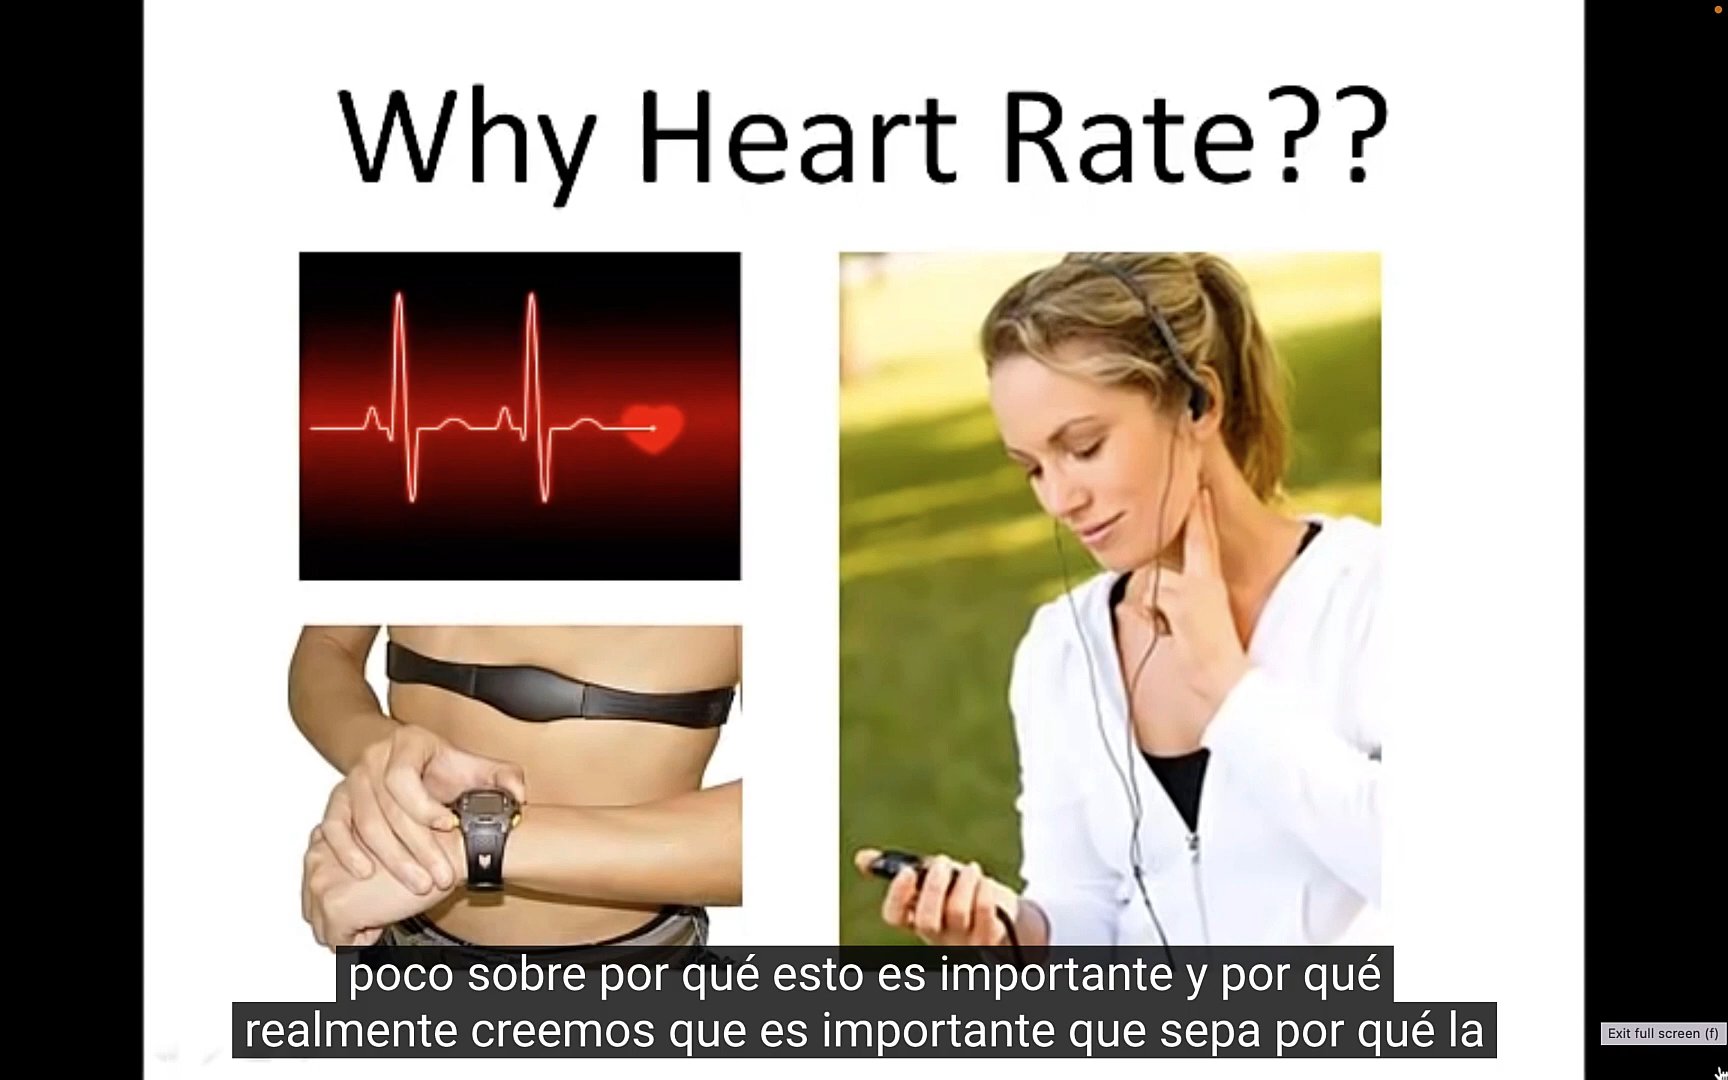 Why Heart Rate??
poco sobre por qué esto es importante y por qué
realmente creemos que es importante que sepa por qué la
Exit full screen (f)